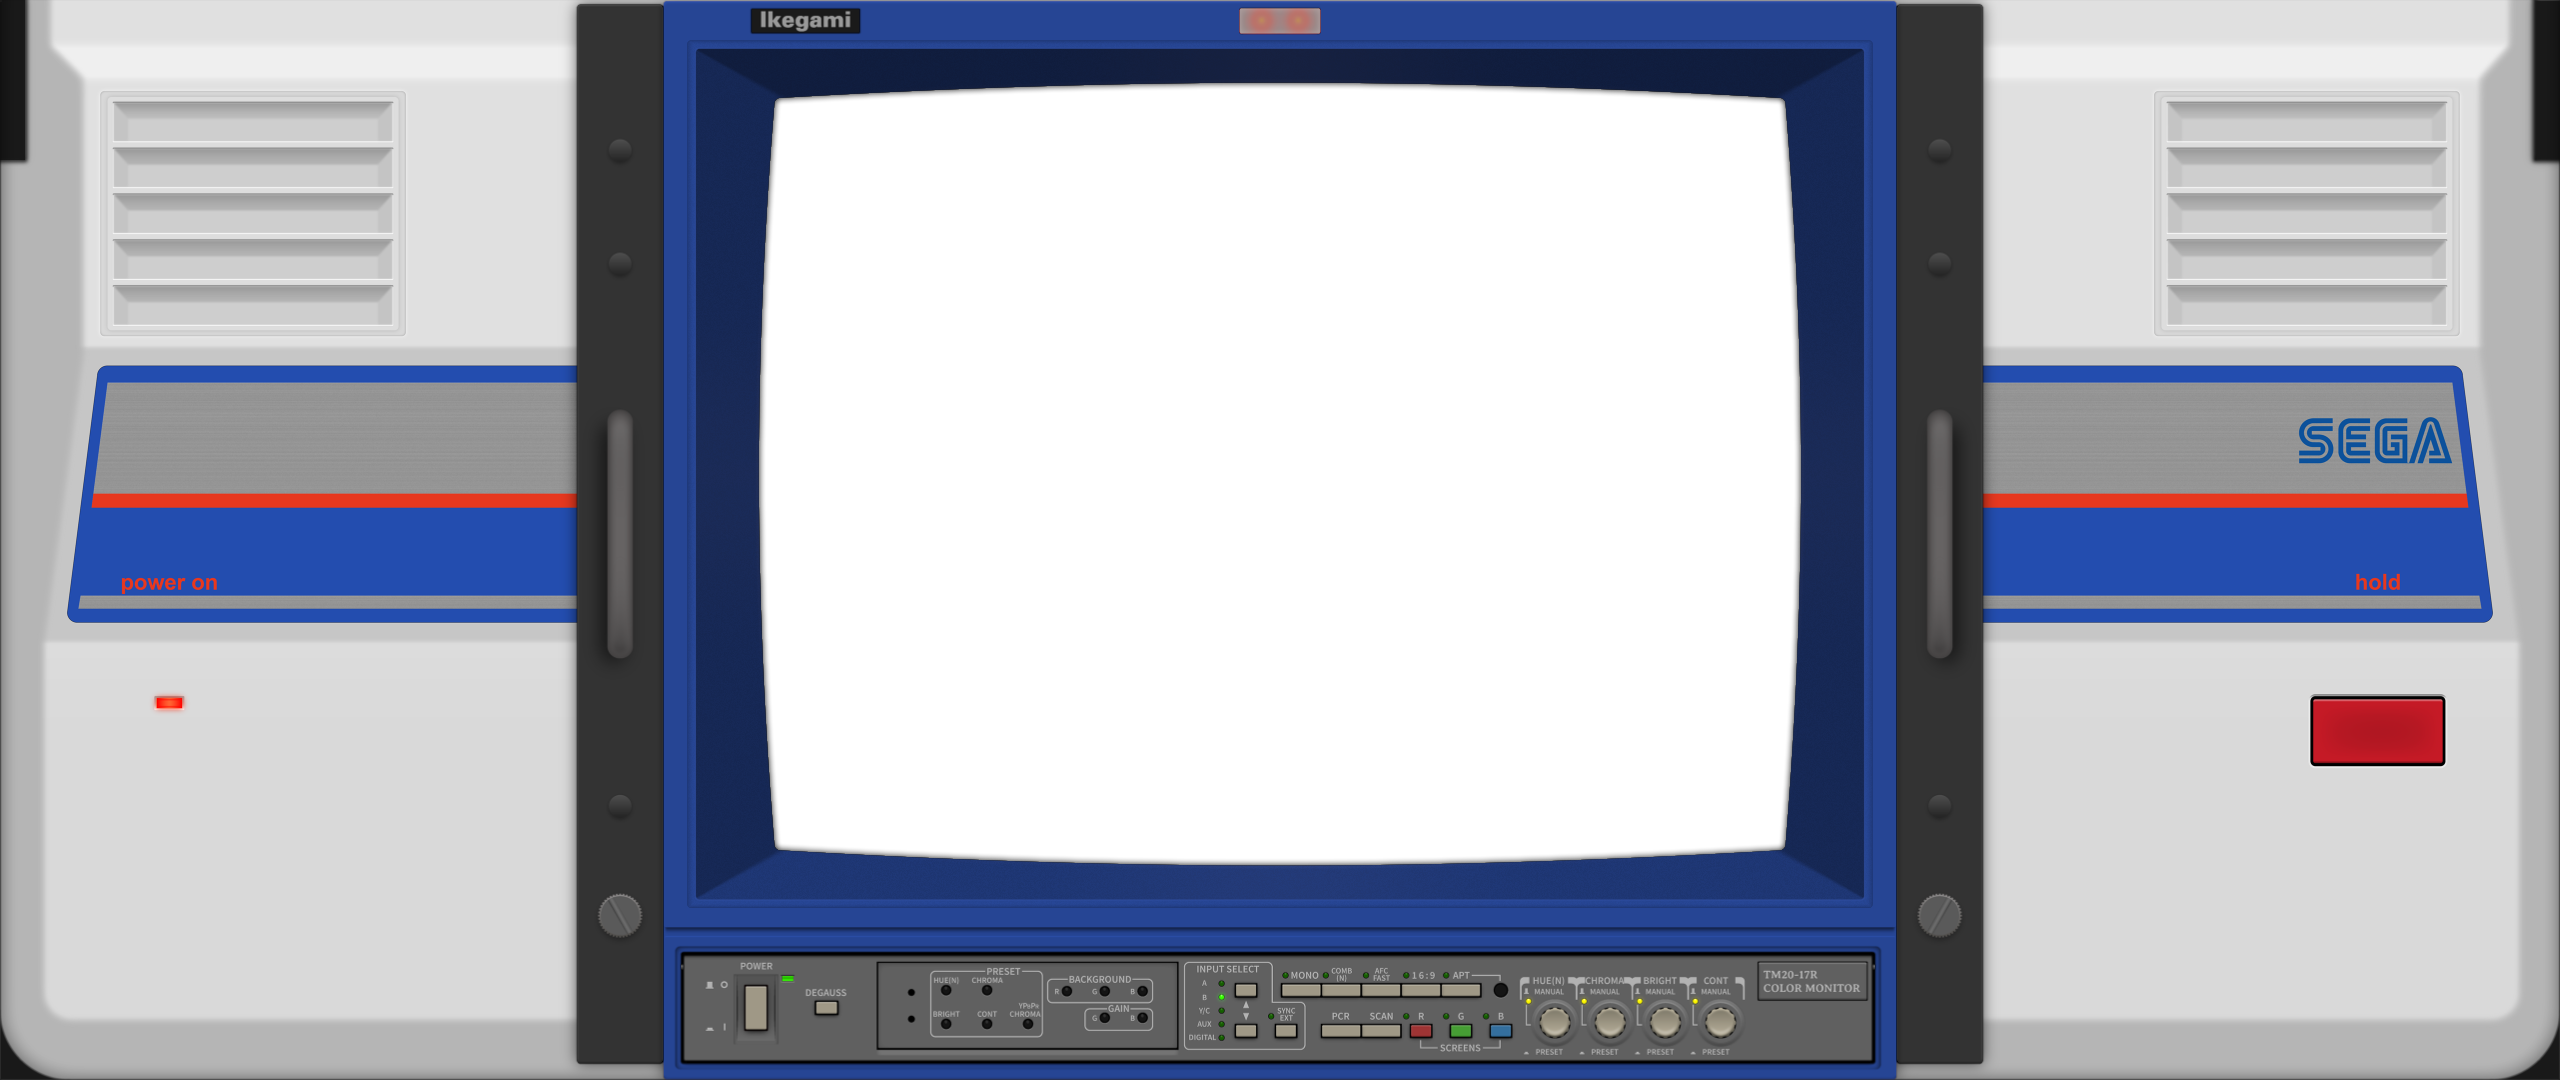 Ikegami
SEGA
power on
hold
POWER
DEGAUSS
PRESET
HUE(N) CHROMA
BRIGHT CONT YPBPR CHROMA
BACKGROUND
R G B
GAIN
G B
INPUT SELECT
A
B
Y/C
AUX
DIGITAL
SYNC EXT
MONO COMB (N) AFC FAST 16:9 APT
PCR SCAN R G B
SCREENS
HUE(N) CHROMA BRIGHT CONT
MANUAL MANUAL MANUAL MANUAL
PRESET PRESET PRESET PRESET
TM20-17R
COLOR MONITOR